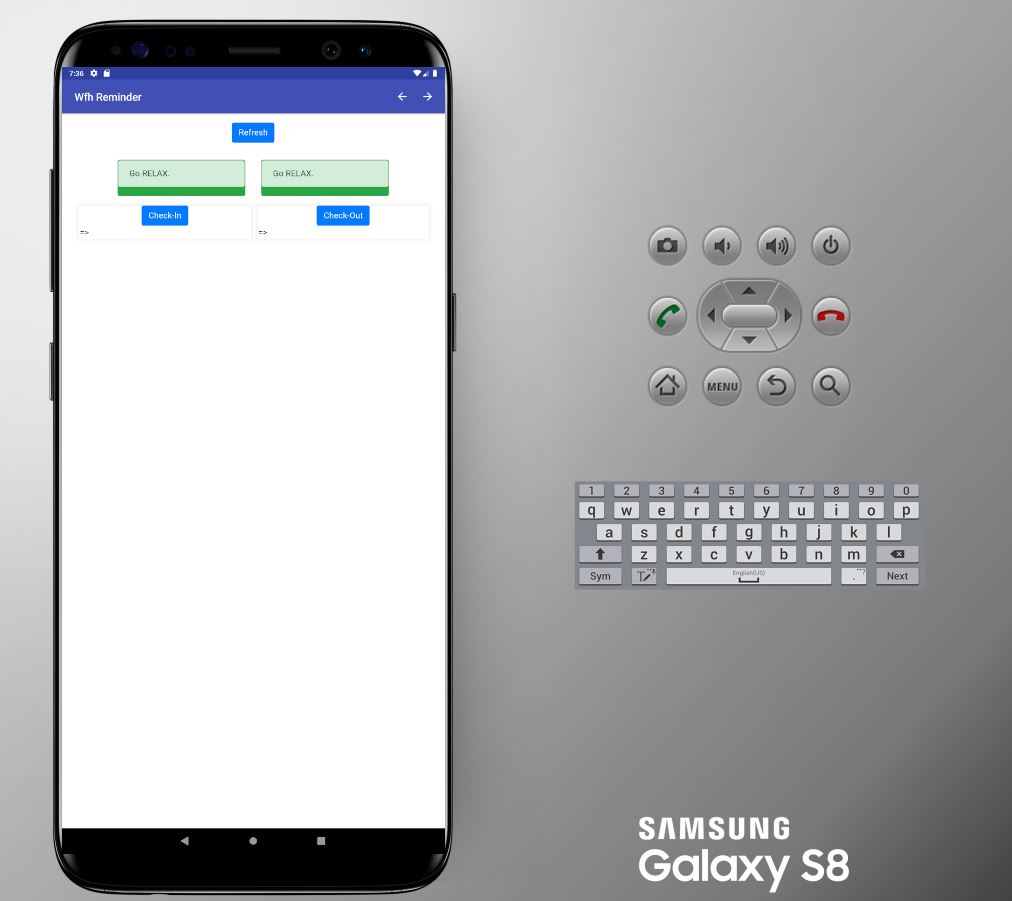 7:36
Wfh Reminder
Refresh
Go RELAX.
Go RELAX.
Check-In
Check-Out
=>
=>
MENU
1 2 3 4 5 6 7 8 9 0
q w e r t y u i o p
a s d f g h j k l
z x c v b n m
English(US)
Sym T . ,,,? Next
SAMSUNG
Galaxy S8